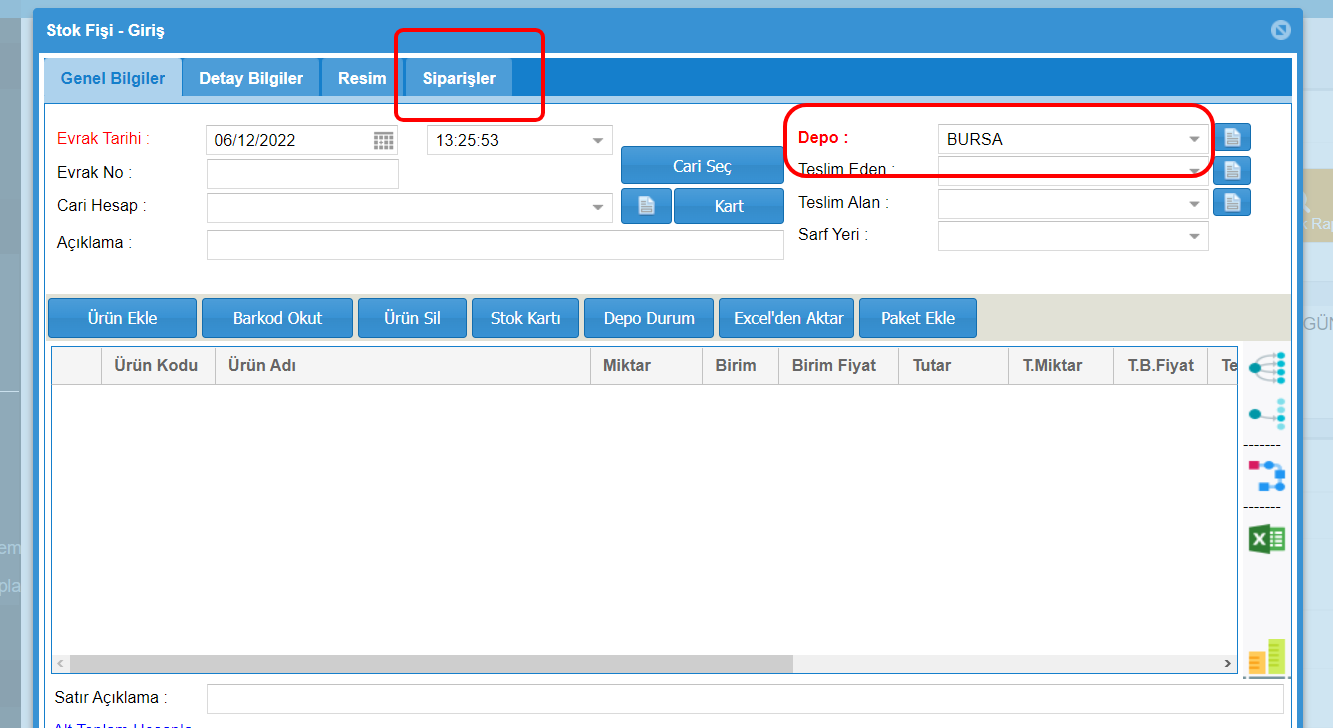 Stok Fişi - Giriş
Genel Bilgiler Detay Bilgiler Resim Siparişler
Evrak Tarihi : 06/12/2022 13:25:53 Depo : BURSA
Cari Seç
Teslim Eden :
Evrak No :
Cari Hesap : Kart Teslim Alan :
Sarf Yeri :
Açıklama :
Ürün Ekle Barkod Okut Ürün Sil Stok Kartı Depo Durum Excel'den Aktar Paket Ekle
Ürün Kodu Ürün Adı Miktar Birim Birim Fiyat Tutar T.Miktar T.B.Fiyat Te
Satır Açıklama :